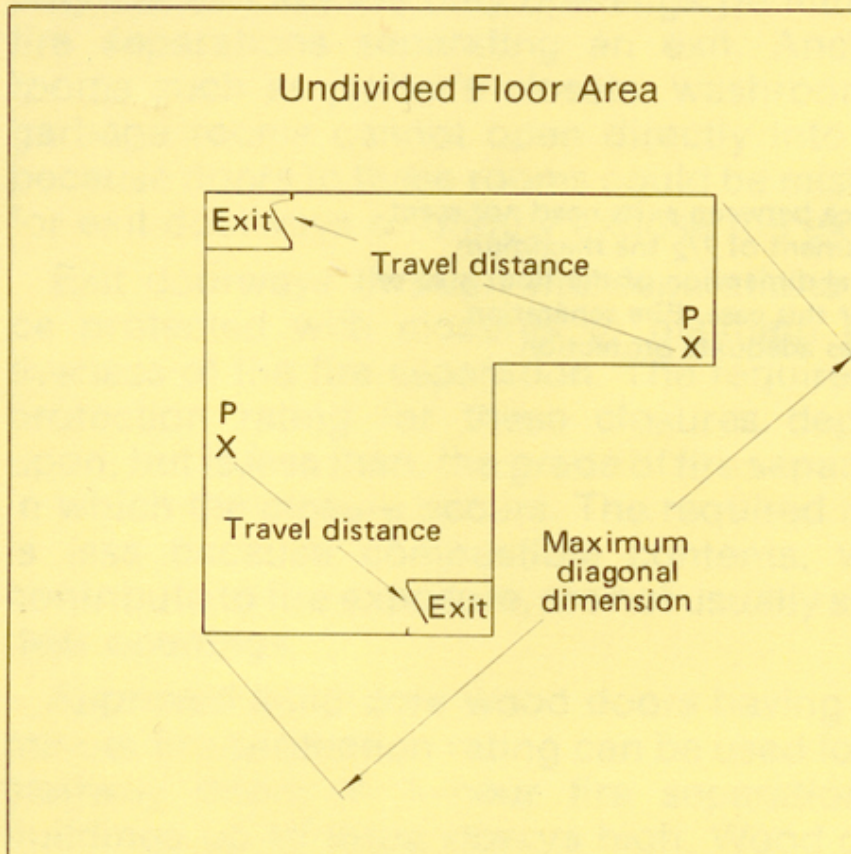 Undivided Floor Area
Exit
Travel distance
P
X
P
X
Travel distance
Exit
Maximum
diagonal
dimension